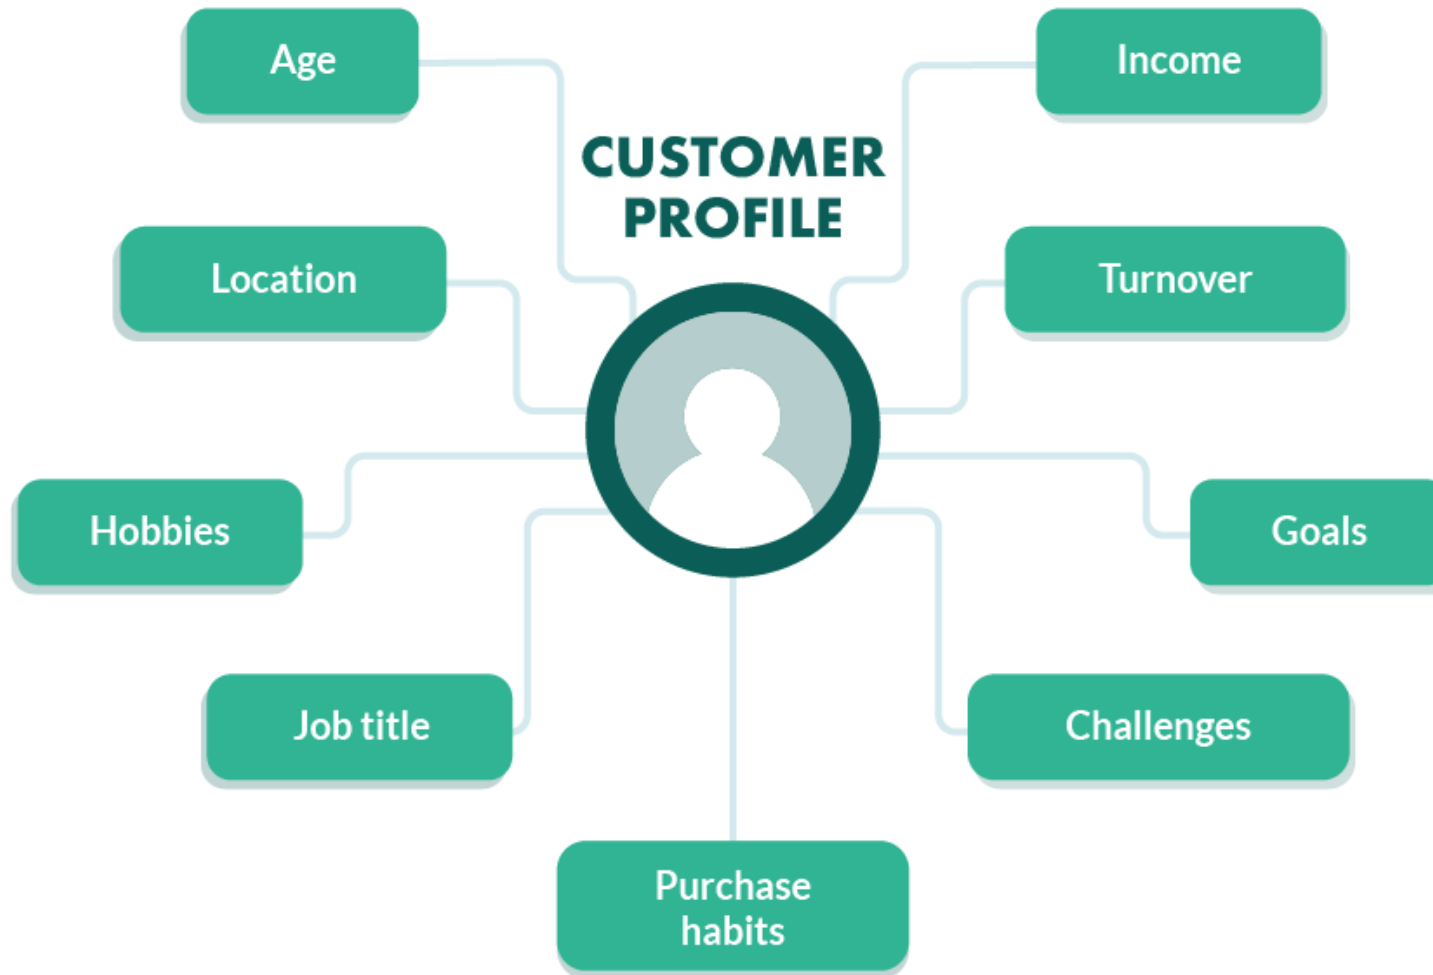 Age
Income
CUSTOMER
PROFILE
Location
Turnover
Hobbies
Goals
Job title
Challenges
Purchase
habits